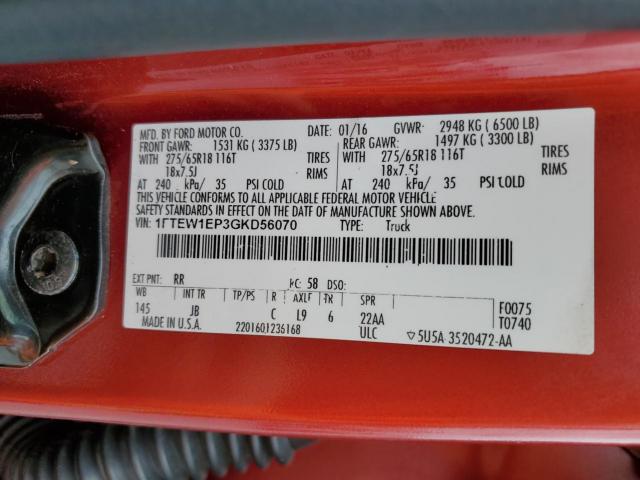 MFD. BY FORD MOTOR CO. DATE: 01/16 GVWR: 2948 KG ( 6500 LB)
FRONT GAWR: 1531 KG ( 3375 LB) REAR GAWR: 1497 KG ( 3300 LB)
WITH 275/65R18 116T TIRES WITH 275/65R18 116T TIRES
18x7.5J RIMS 18x7.5J RIMS
AT 240 kPa/ 35 PSI COLD AT 240 kPa/ 35 PSI COLD
THIS VEHICLE CONFORMS TO ALL APPLICABLE FEDERAL MOTOR VEHICLE
SAFETY STANDARDS IN EFFECT ON THE DATE OF MANUFACTURE SHOWN ABOVE.
VIN: 1FTEW1EP3GKD56070 TYPE: Truck
EXT PNT: RR RC: 58 DSO:
WB INT TR TP/PS R AXLE TR SPR F0075
145 JB C L9 6 22AA T0740
MADE IN U.S.A. 2201601236168 ULC ▽5U5A-3520472-AA